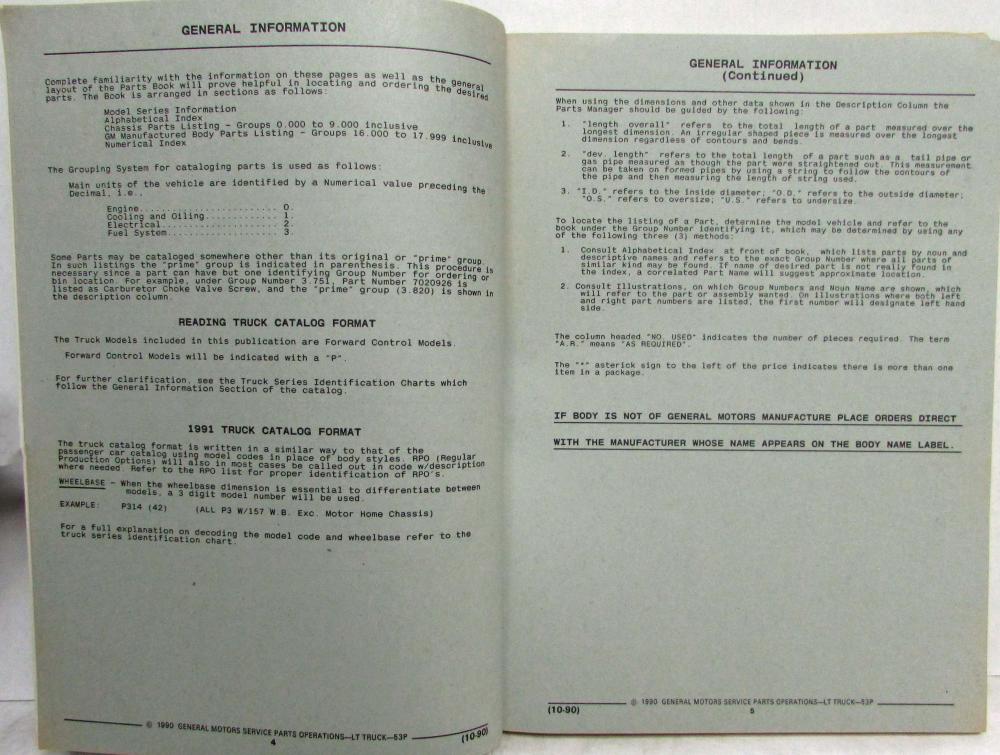 GENERAL INFORMATION
Complete familiarity with the information on these pages as well as the general
layout of the Parts Book will prove helpful in locating and ordering the desired
parts. The Book is arranged in sections as follows:
Model Series Information
Alphabetical Index
Chassis Parts Listing - Groups 0.000 to 9.000 inclusive
GM Manufactured Body Parts Listing - Groups 16.000 to 17.999 inclusive
Numerical Index
The Grouping System for cataloging parts is used as follows:
Main units of the vehicle are identified by a Numerical value preceding the
Decimal, i.e.,
Engine...................... 0.
Cooling and Oiling............ 1.
Electrical.................. 2.
Fuel System.................. 3.
Some Parts may be cataloged somewhere other than its original or "prime" group.
In such listings the "prime" group is indicated in parenthesis. This procedure is
necessary since a part can have but one identifying Group Number for ordering or
bin location. For example, under Group Number 3.751, Part Number 7020926 is
listed as Carburetor Choke Valve Screw, and the "prime" group (3.820) is shown in
the description column.
READING TRUCK CATALOG FORMAT
The Truck Models included in this publication are Forward Control Models.
Forward Control Models will be indicated with a "P".
For further clarification, see the Truck Series Identification Charts which
follow the General Information Section of the catalog.
1991 TRUCK CATALOG FORMAT
The truck catalog format is written in a similar way to that of the
passenger car catalog using model codes in place of body styles. RPO (Regular
Production Options) will also in most cases be called out in code w/description
where needed. Refer to the RPO list for proper identification of RPO's.
WHEELBASE - When the wheelbase dimension is essential to differentiate between
models, a 3 digit model number will be used.
EXAMPLE: P314 (42) (ALL P3 W/157 W.B. Exc. Motor Home Chassis)
For a full explanation on decoding the model code and wheelbase refer to the
truck series identification chart.
© 1990 GENERAL MOTORS SERVICE PARTS OPERATIONS—LT TRUCK—53P
4
(10-90)
GENERAL INFORMATION
(Continued)
When using the dimensions and other data shown in the Description Column the
Parts Manager should be guided by the following:
1. "length overall" refers to the total length of a part measured over the
longest dimension. An irregular shaped piece is measured over the longest
dimension regardless of contours and bends.
2. "dev. length" refers to the total length of a part such as a tail pipe or
gas pipe measured as though the part were straightened out. This measurement
can be taken on formed pipes by using a string to follow the contours of
the pipe and then measuring the length of string used.
3. "I.D." refers to the inside diameter; "O.D." refers to the outside diameter;
"O.S." refers to oversize; "U.S." refers to undersize.
To locate the listing of a Part, determine the model vehicle and refer to the
book under the Group Number identifying it, which may be determined by using any
of the following three (3) methods:
1. Consult Alphabetical Index at front of book, which lists parts by noun and
descriptive names and refers to the exact Group Number where all parts of
similar kind may be found. If name of desired part is not really found in
the index, a correlated Part Name will suggest approximate location.
2. Consult Illustrations, on which Group Numbers and Noun Name are shown, which
will refer to the part or assembly wanted. On illustrations where both left
and right part numbers are listed, the first number will designate left hand
side.
The column headed "NO. USED" indicates the number of pieces required. The term
"A.R." means "AS REQUIRED".
The "*" asterick sign to the left of the price indicates there is more than one
item in a package.
IF BODY IS NOT OF GENERAL MOTORS MANUFACTURE PLACE ORDERS DIRECT
WITH THE MANUFACTURER WHOSE NAME APPEARS ON THE BODY NAME LABEL.
(10-90)
© 1990 GENERAL MOTORS SERVICE PARTS OPERATIONS—LT TRUCK—53P
5